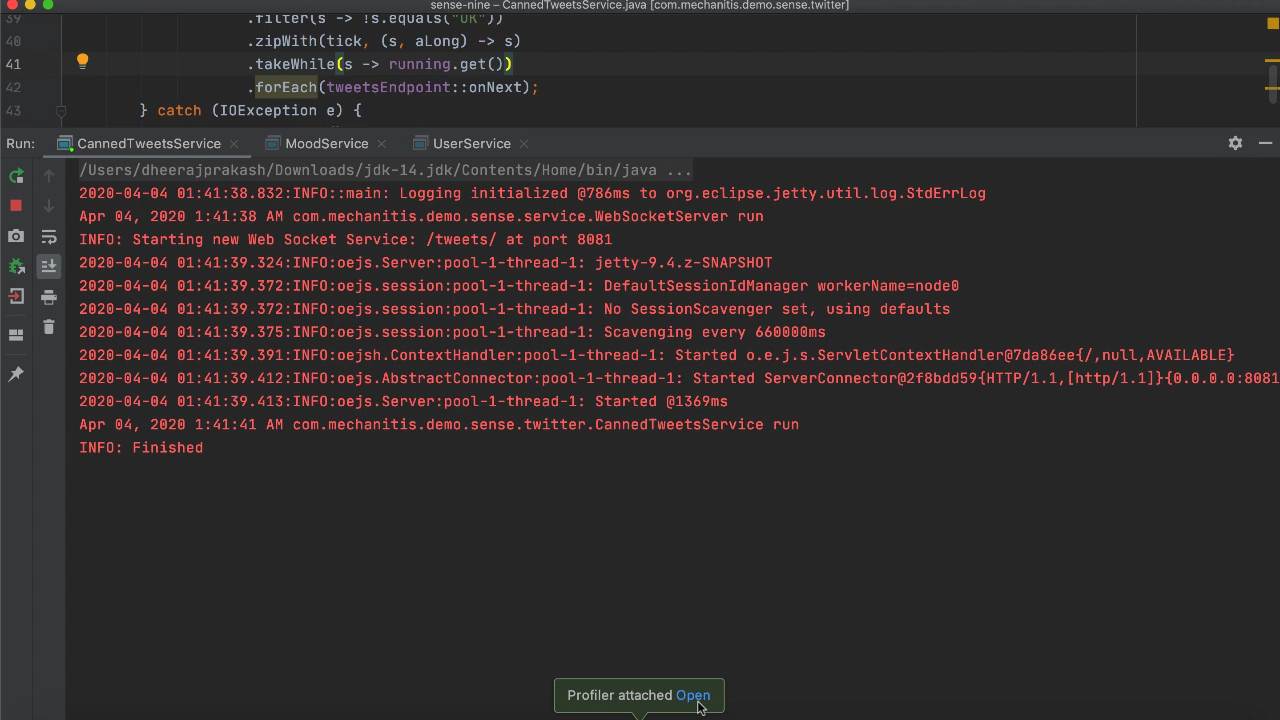 sense-nine – CannedTweetsService.java [com.mechanitis.demo.sense.twitter]
39 .filter(s -> !s.equals("OK"))
40 .zipWith(tick, (s, aLong) -> s)
41 .takeWhile(s -> running.get())
42 .forEach(tweetsEndpoint::onNext);
43 } catch (IOException e) {
Run: CannedTweetsService MoodService UserService
/Users/dheerajprakash/Downloads/jdk-14.jdk/Contents/Home/bin/java ...
2020-04-04 01:41:38.832:INFO::main: Logging initialized @786ms to org.eclipse.jetty.util.log.StdErrLog
Apr 04, 2020 1:41:38 AM com.mechanitis.demo.sense.service.WebSocketServer run
INFO: Starting new Web Socket Service: /tweets/ at port 8081
2020-04-04 01:41:39.324:INFO:oejs.Server:pool-1-thread-1: jetty-9.4.z-SNAPSHOT
2020-04-04 01:41:39.372:INFO:oejs.session:pool-1-thread-1: DefaultSessionIdManager workerName=node0
2020-04-04 01:41:39.372:INFO:oejs.session:pool-1-thread-1: No SessionScavenger set, using defaults
2020-04-04 01:41:39.375:INFO:oejs.session:pool-1-thread-1: Scavenging every 660000ms
2020-04-04 01:41:39.391:INFO:oejsh.ContextHandler:pool-1-thread-1: Started o.e.j.s.ServletContextHandler@7da86ee{/,null,AVAILABLE}
2020-04-04 01:41:39.412:INFO:oejs.AbstractConnector:pool-1-thread-1: Started ServerConnector@2f8bdd59{HTTP/1.1,[http/1.1]}{0.0.0.0:8081
2020-04-04 01:41:39.413:INFO:oejs.Server:pool-1-thread-1: Started @1369ms
Apr 04, 2020 1:41:41 AM com.mechanitis.demo.sense.twitter.CannedTweetsService run
INFO: Finished
Profiler attached Open